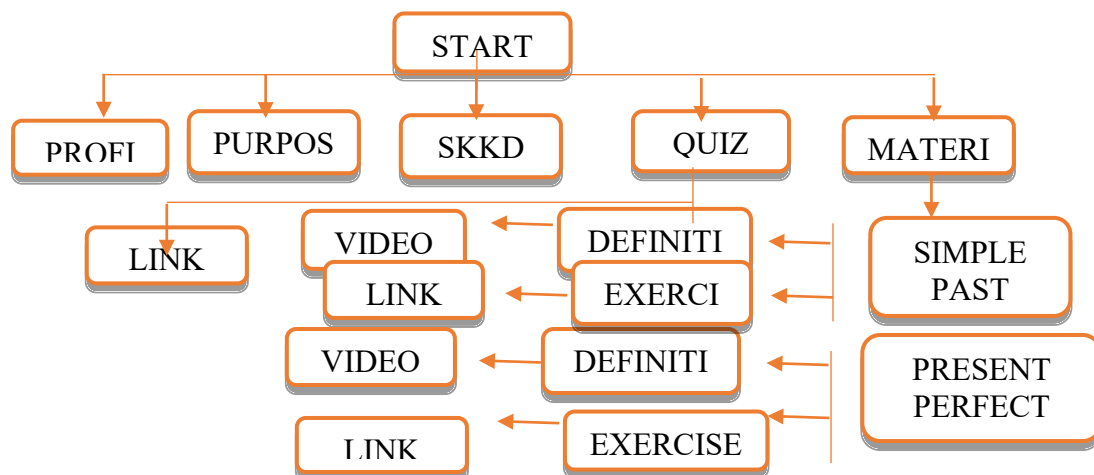 START
PROFI
PURPOS
SKKD
QUIZ
MATERI
LINK
VIDEO
DEFINITI
SIMPLE
PAST
LINK
EXERCI
VIDEO
DEFINITI
PRESENT
PERFECT
LINK
EXERCISE